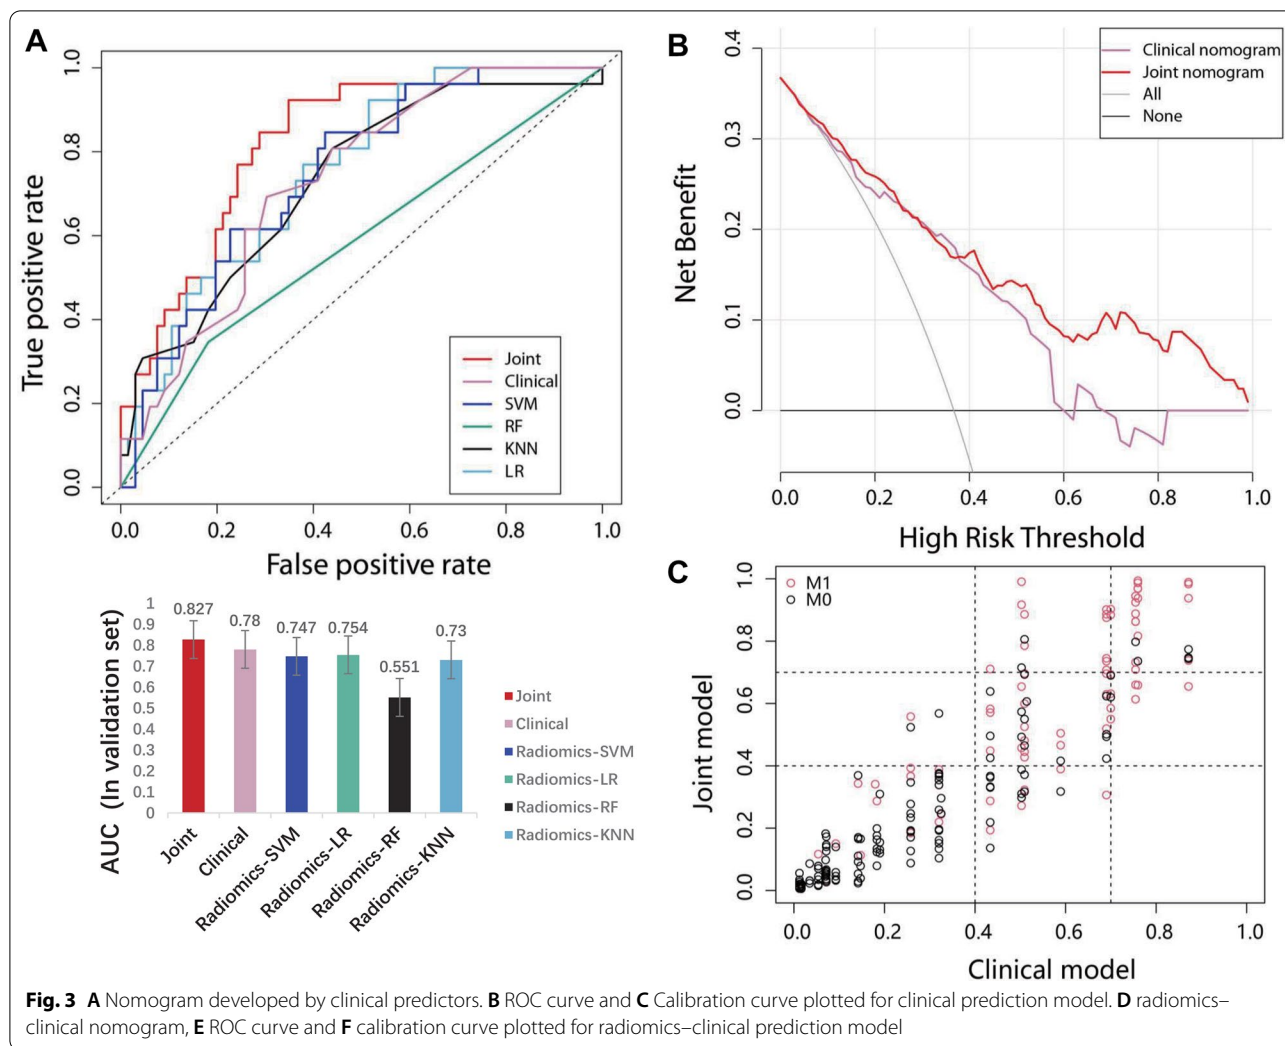 A
1.0
0.8
0.6
0.4
0.2
0.0
True positive rate
0.0 0.2 0.4 0.6 0.8 1.0
False positive rate
Joint
Clinical
SVM
RF
KNN
LR
1
0.9
0.8
0.7
0.6
0.5
0.4
0.3
0.2
0.1
0
AUC (In validation set)
0.827 0.78 0.747 0.754 0.551 0.73
Joint Clinical Radiomics-SVM Radiomics-LR Radiomics-RF Radiomics-KNN
Joint
Clinical
Radiomics-SVM
Radiomics-LR
Radiomics-RF
Radiomics-KNN
B
0.4
0.3
0.2
0.1
0.0
Net Benefit
Clinical nomogram
Joint nomogram
All
None
0.0 0.2 0.4 0.6 0.8 1.0
High Risk Threshold
C
1.0
0.8
0.6
0.4
0.2
0.0
Joint model
M1
M0
0.0 0.2 0.4 0.6 0.8 1.0
Clinical model
Fig. 3 A Nomogram developed by clinical predictors. B ROC curve and C Calibration curve plotted for clinical prediction model. D radiomics–
clinical nomogram, E ROC curve and F calibration curve plotted for radiomics–clinical prediction model